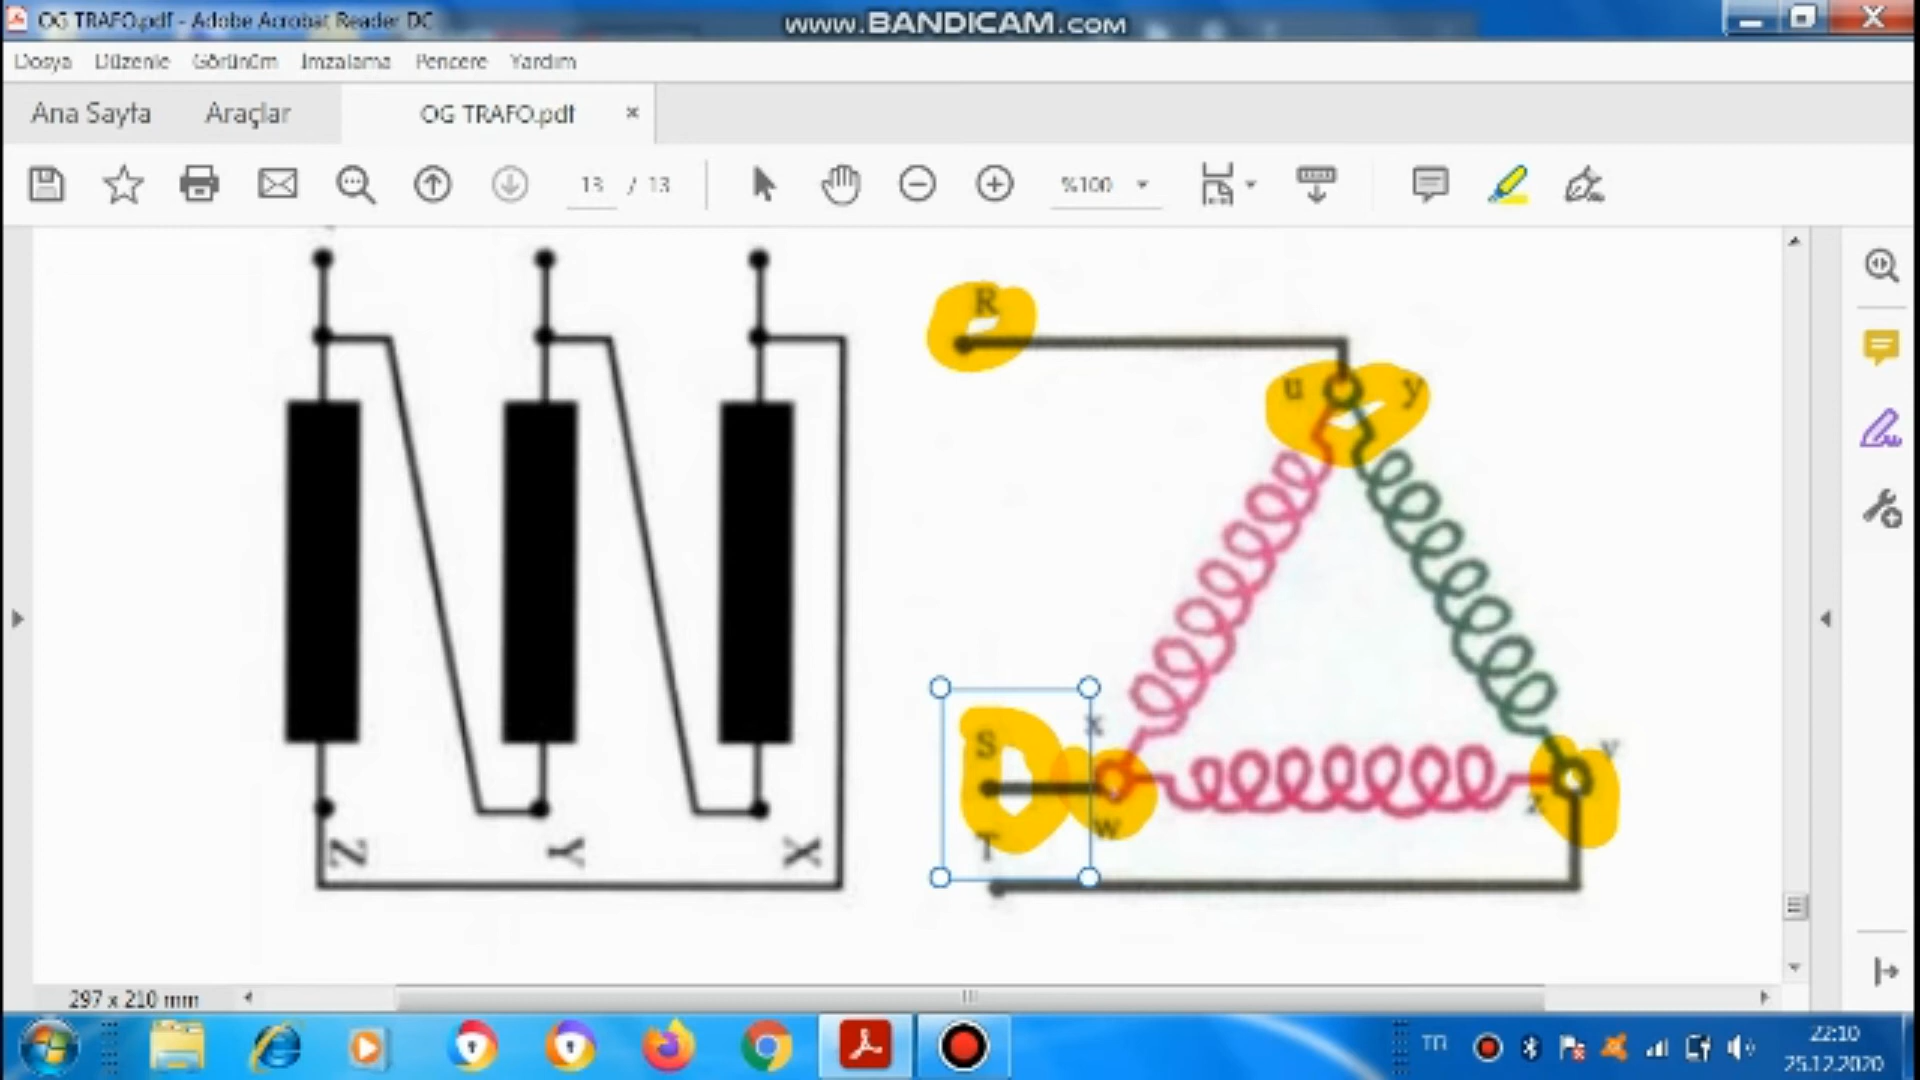 OG TRAFO.pdf - Adobe Acrobat Reader DC
www.BANDICAM.com
Dosya Düzenle Görünüm İmzalama Pencere Yardım
Ana Sayfa Araçlar OG TRAFO.pdf ×
13 / 13 %100
R
u y
S x
v
z
T w
Z Y X
297 x 210 mm
TR 22:10
25.12.2020